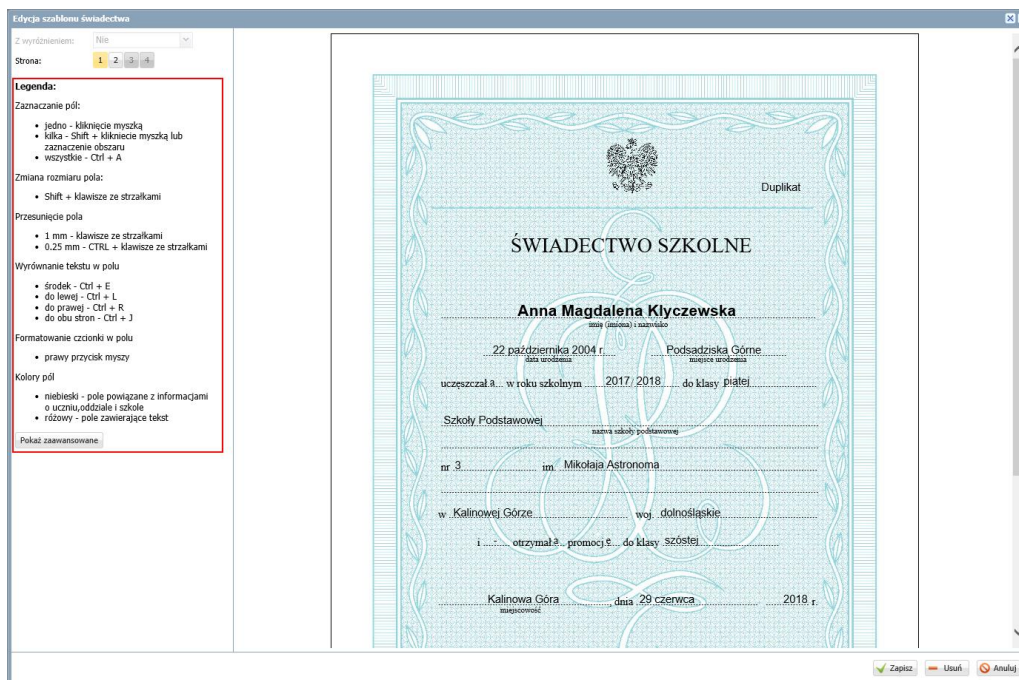 Edycja szablonu świadectwa
Z wyróżnieniem: Nie
Strona: 1 2 3 4
Legenda:
Zaznaczanie pól:
• jedno - kliknięcie myszką
• kilka - Shift + klikniecie myszką lub
zaznaczenie obszaru
• wszystkie - Ctrl + A
Zmiana rozmiaru pola:
• Shift + klawisze ze strzałkami
Przesunięcie pola
• 1 mm - klawisze ze strzałkami
• 0.25 mm - CTRL + klawisze ze strzałkami
Wyrównanie tekstu w polu
• środek - Ctrl + E
• do lewej - Ctrl + L
• do prawej - Ctrl + R
• do obu stron - Ctrl + J
Formatowanie czcionki w polu
• prawy przycisk myszy
Kolory pól
• niebieski - pole powiązane z informacjami
o uczniu,oddziale i szkole
• różowy - pole zawierające tekst
Pokaż zaawansowane
Duplikat
ŚWIADECTWO SZKOLNE
Anna Magdalena Klyczewska
imię (imiona) i nazwisko
22 października 2004 r. Podsadziska Górne
data urodzenia miejsce urodzenia
uczęszczał a w roku szkolnym 2017/ 2018 do klasy piątej
Szkoły Podstawowej
nazwa szkoły podstawowej
nr 3 im. Mikołaja Astronoma
w Kalinowej Górze woj. dolnośląskie
i - otrzymał a promocj ę do klasy szóstej
Kalinowa Góra , dnia 29 czerwca 2018 r.
miejscowość
Zapisz Usuń Anuluj